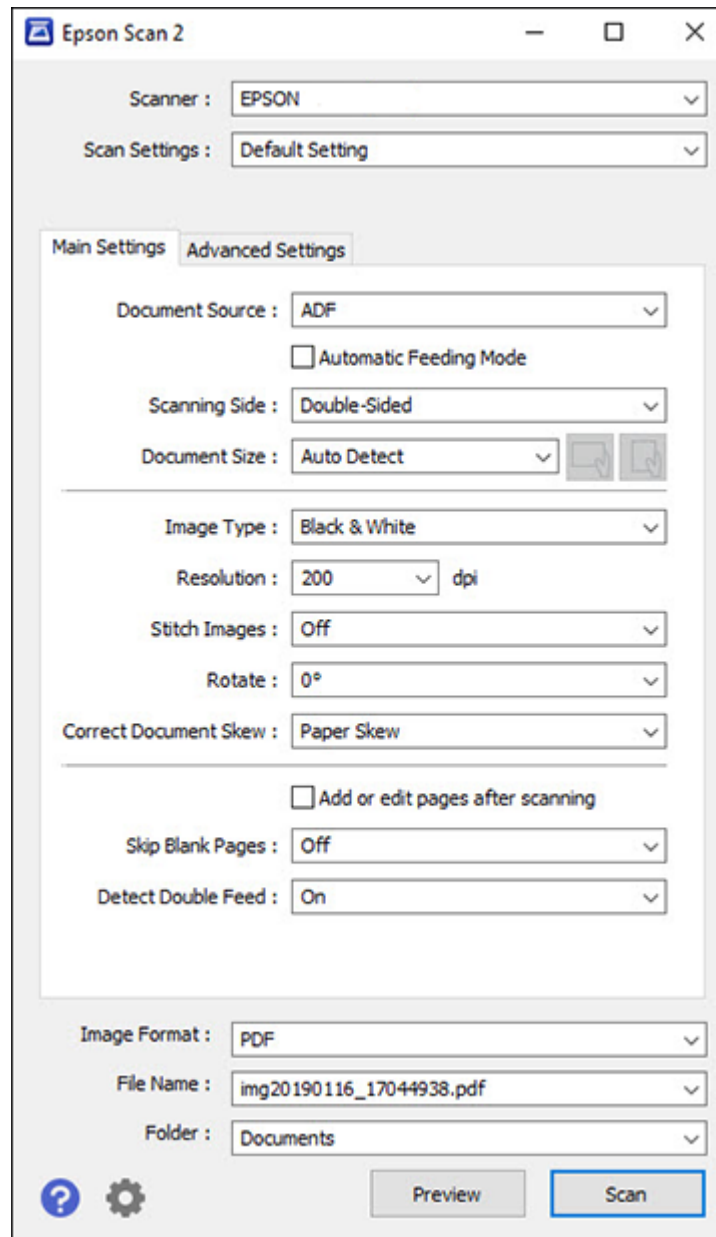 Epson Scan 2
Scanner : EPSON
Scan Settings : Default Setting
Main Settings Advanced Settings
Document Source : ADF
Automatic Feeding Mode
Scanning Side : Double-Sided
Document Size : Auto Detect
Image Type : Black & White
Resolution : 200 dpi
Stitch Images : Off
Rotate : 0°
Correct Document Skew : Paper Skew
Add or edit pages after scanning
Skip Blank Pages : Off
Detect Double Feed : On
Image Format : PDF
File Name : img20190116_17044938.pdf
Folder : Documents
? Preview Scan